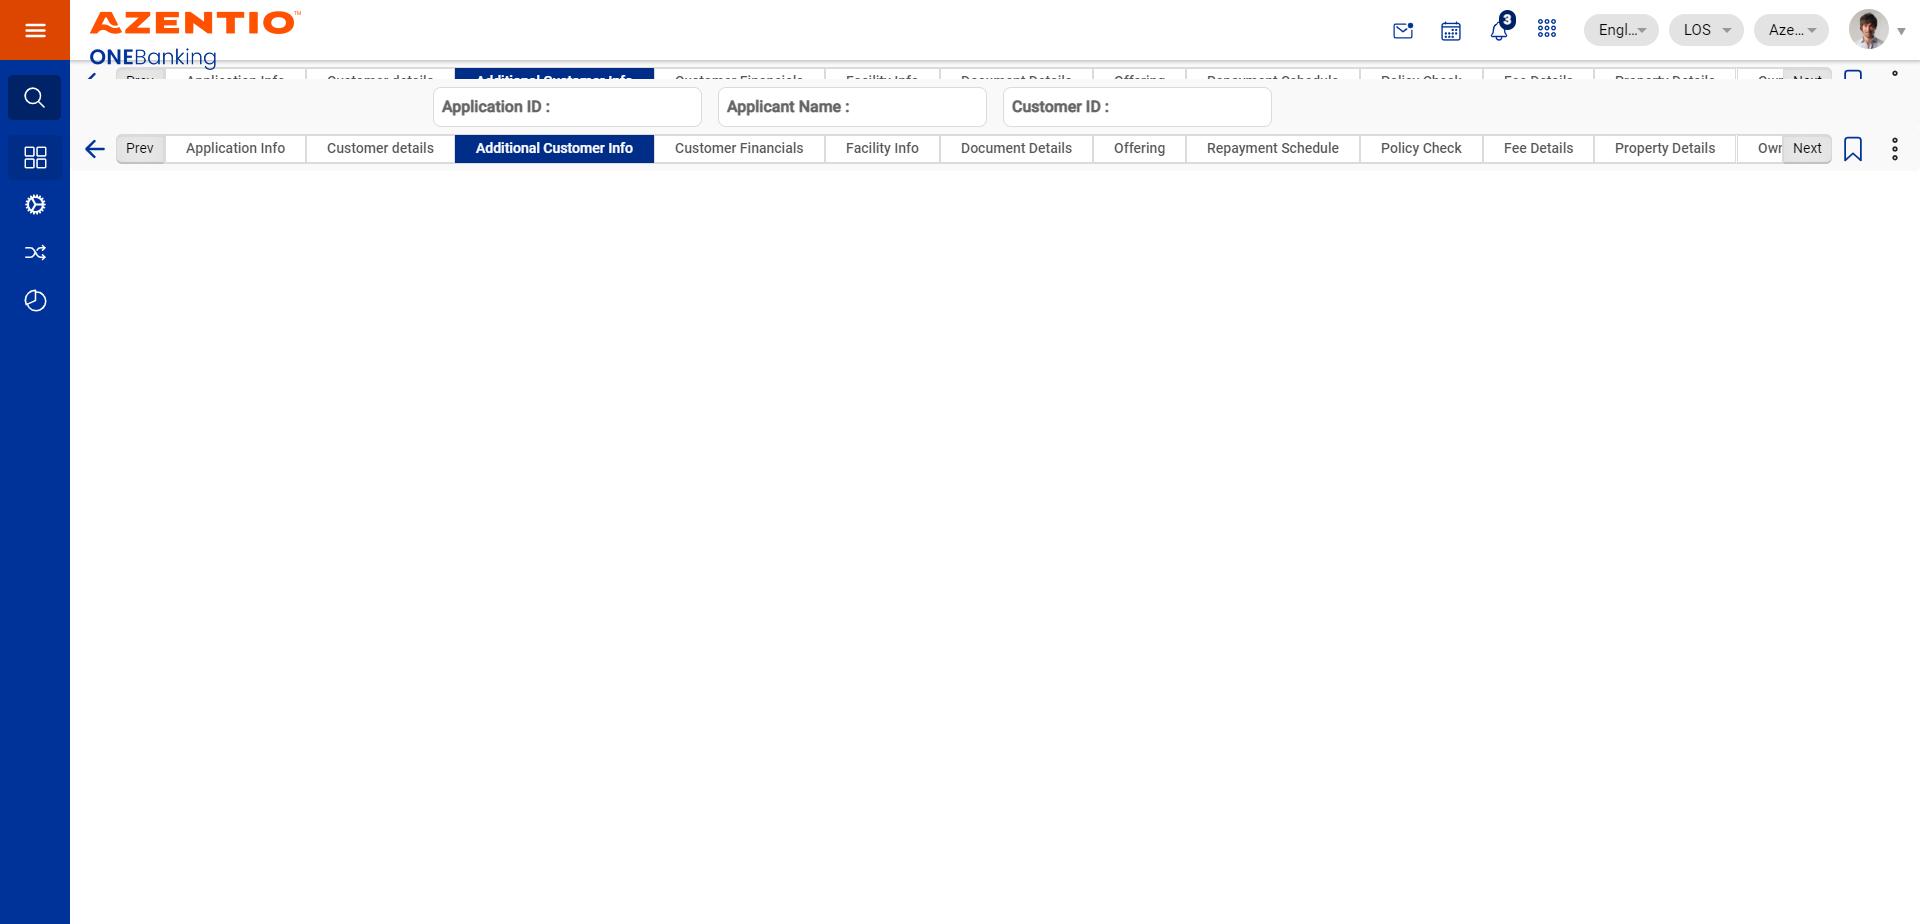 AZENTIO™
ONEBanking
3
Engl...
LOS
Aze...
Prev Application Info Customer details Additional Customer Info Customer Financials Facility Info Document Details Offering Repayment Schedule Policy Check Fee Details Property Details Own Next
Application ID : Applicant Name : Customer ID :
Prev Application Info Customer details Additional Customer Info Customer Financials Facility Info Document Details Offering Repayment Schedule Policy Check Fee Details Property Details Own Next